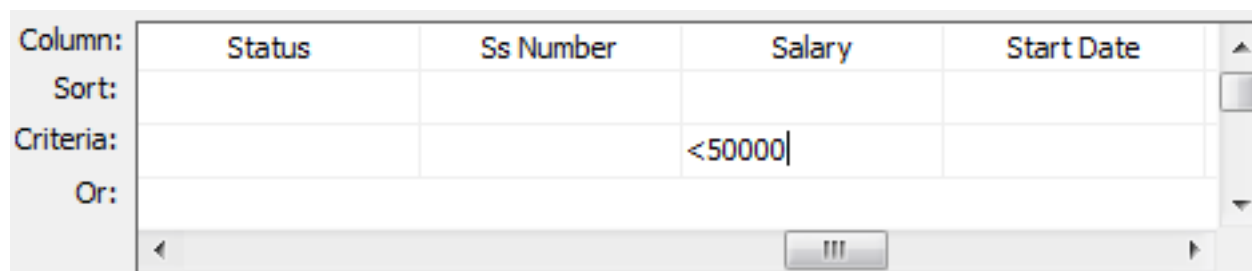 Column: Status Ss Number Salary Start Date
Sort:
Criteria: <50000
Or: